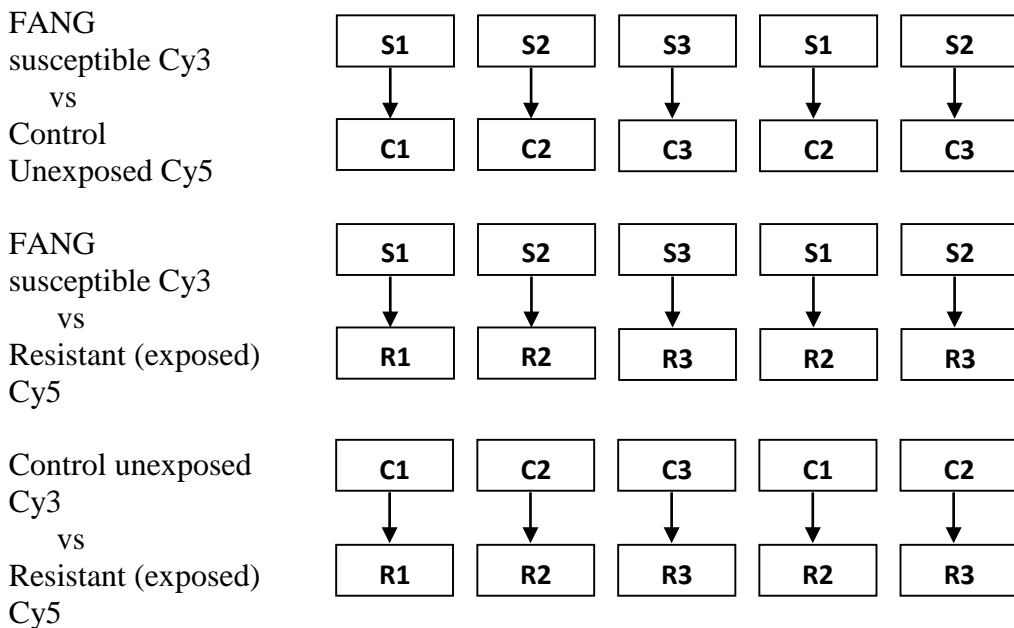 FANG
susceptible Cy3
vs
Control
Unexposed Cy5
S1 S2 S3 S1 S2
C1 C2 C3 C2 C3
FANG
susceptible Cy3
vs
Resistant (exposed)
Cy5
S1 S2 S3 S1 S2
R1 R2 R3 R2 R3
Control unexposed
Cy3
vs
Resistant (exposed)
Cy5
C1 C2 C3 C1 C2
R1 R2 R3 R2 R3